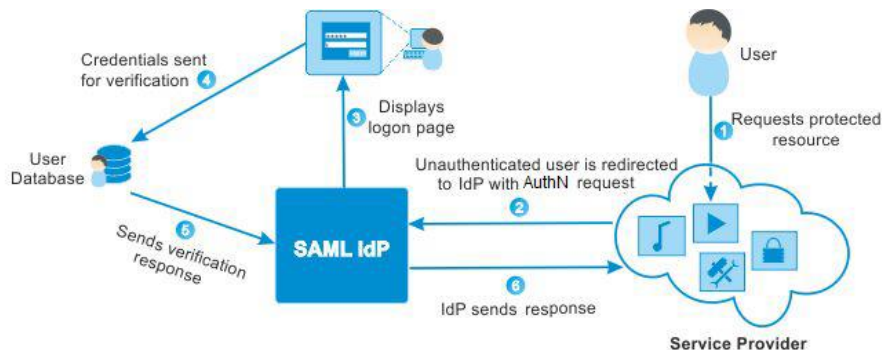 User
1
Requests protected
resource
Unauthenticated user is redirected
to IdP with AuthN request
2
SAML IdP
3
Displays
logon page
Credentials sent
for verification
4
User
Database
5
Sends verification
response
6
IdP sends response
Service Provider